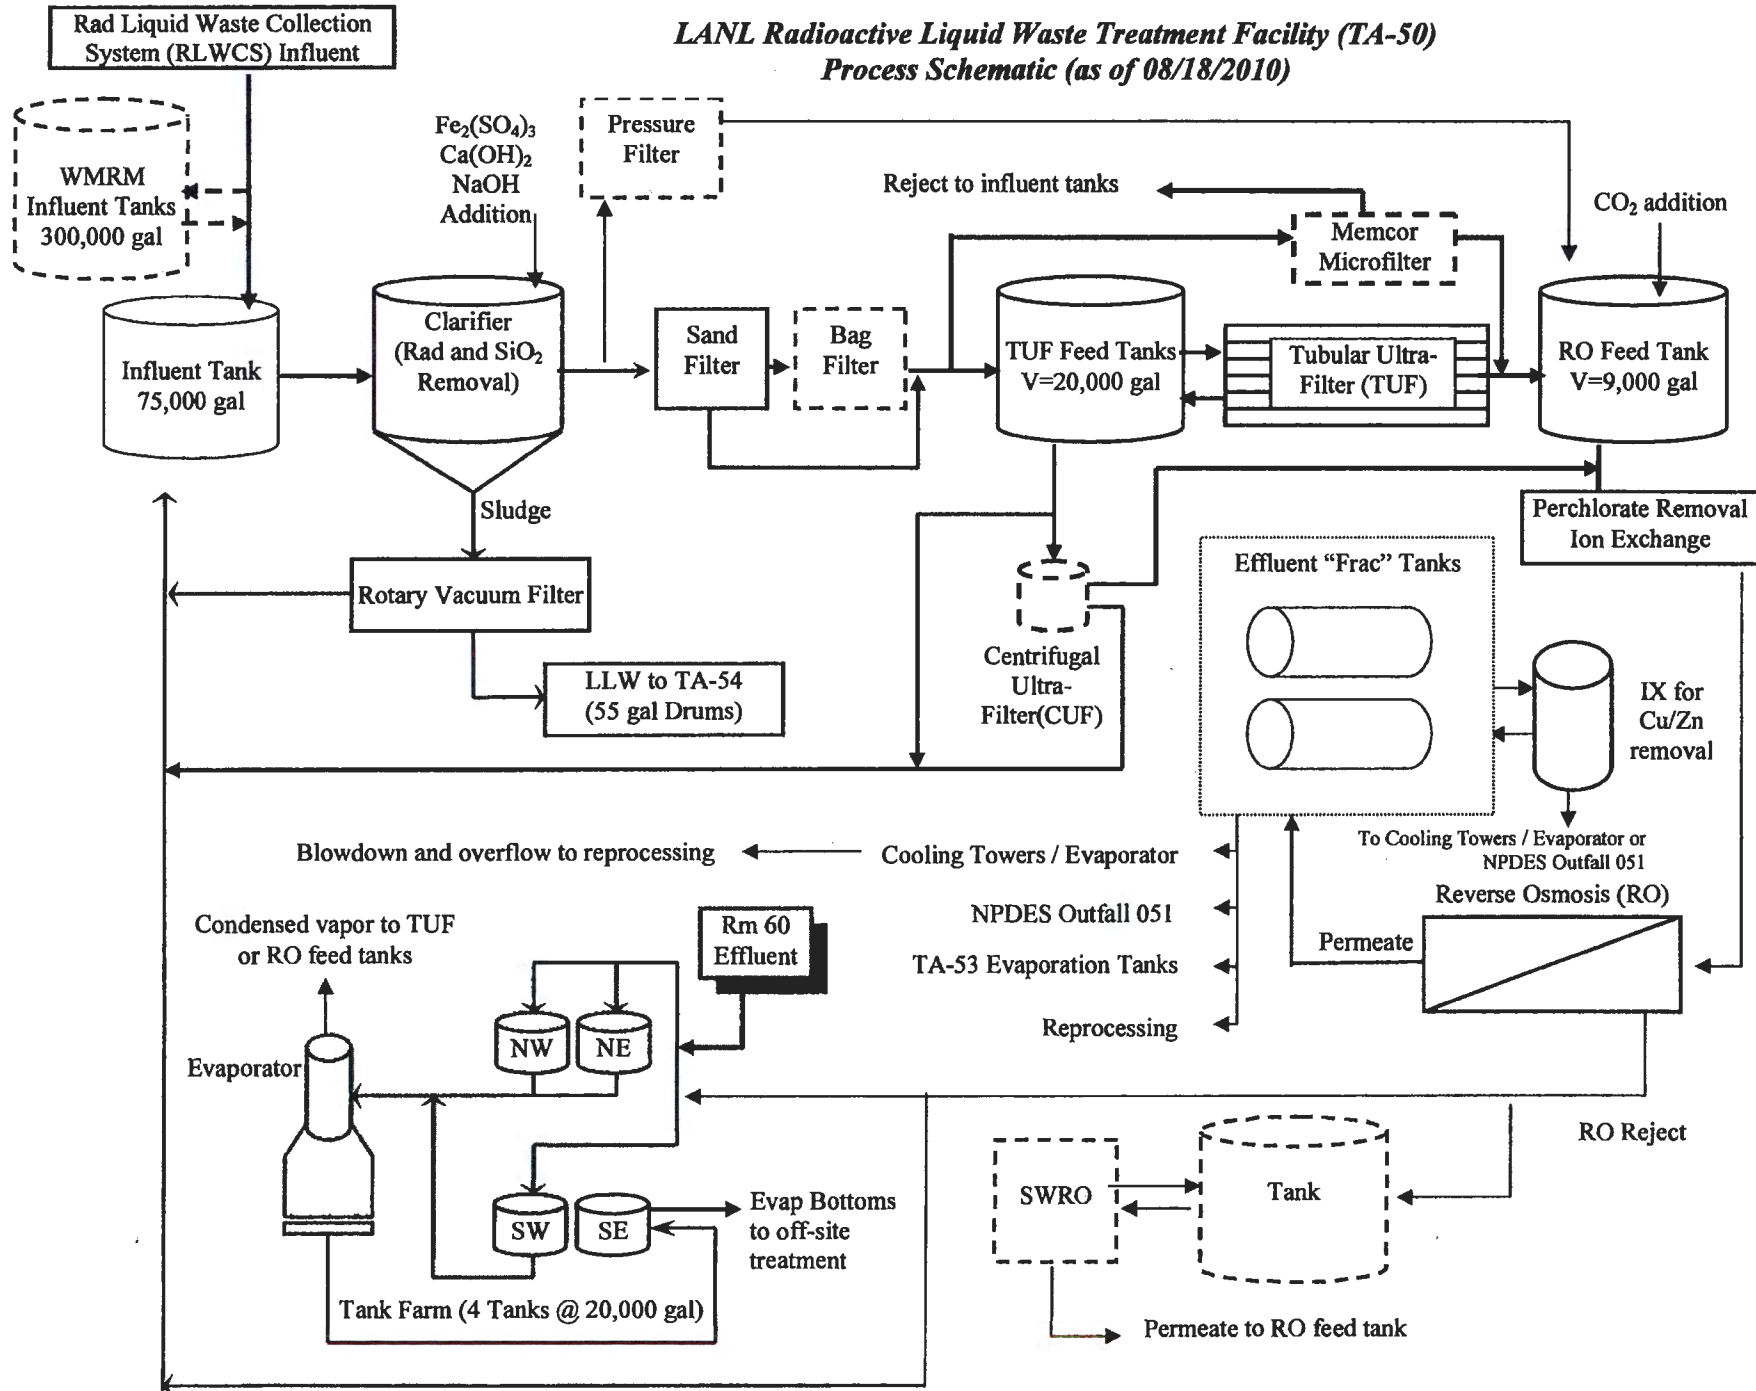 Rad Liquid Waste Collection
System (RLWCS) Influent
LANL Radioactive Liquid Waste Treatment Facility (TA-50)
Process Schematic (as of 08/18/2010)
WMRM
Influent Tanks
300,000 gal
Fe₂(SO₄)₃
Ca(OH)₂
NaOH
Addition
Pressure
Filter
Reject to influent tanks
Memcor
Microfilter
CO₂ addition
Influent Tank
75,000 gal
Clarifier
(Rad and SiO₂
Removal)
Sand
Filter
Bag
Filter
TUF Feed Tanks
V=20,000 gal
Tubular Ultra-
Filter (TUF)
RO Feed Tank
V=9,000 gal
Sludge
Perchlorate Removal
Ion Exchange
Rotary Vacuum Filter
LLW to TA-54
(55 gal Drums)
Centrifugal
Ultra-
Filter(CUF)
Effluent “Frac” Tanks
IX for
Cu/Zn
removal
To Cooling Towers / Evaporator or
NPDES Outfall 051
Blowdown and overflow to reprocessing
Cooling Towers / Evaporator
NPDES Outfall 051
TA-53 Evaporation Tanks
Reprocessing
Reverse Osmosis (RO)
Permeate
Condensed vapor to TUF
or RO feed tanks
Rm 60
Effluent
Evaporator
NW
NE
SW
SE
Evap Bottoms
to off-site
treatment
Tank Farm (4 Tanks @ 20,000 gal)
RO Reject
SWRO
Tank
Permeate to RO feed tank